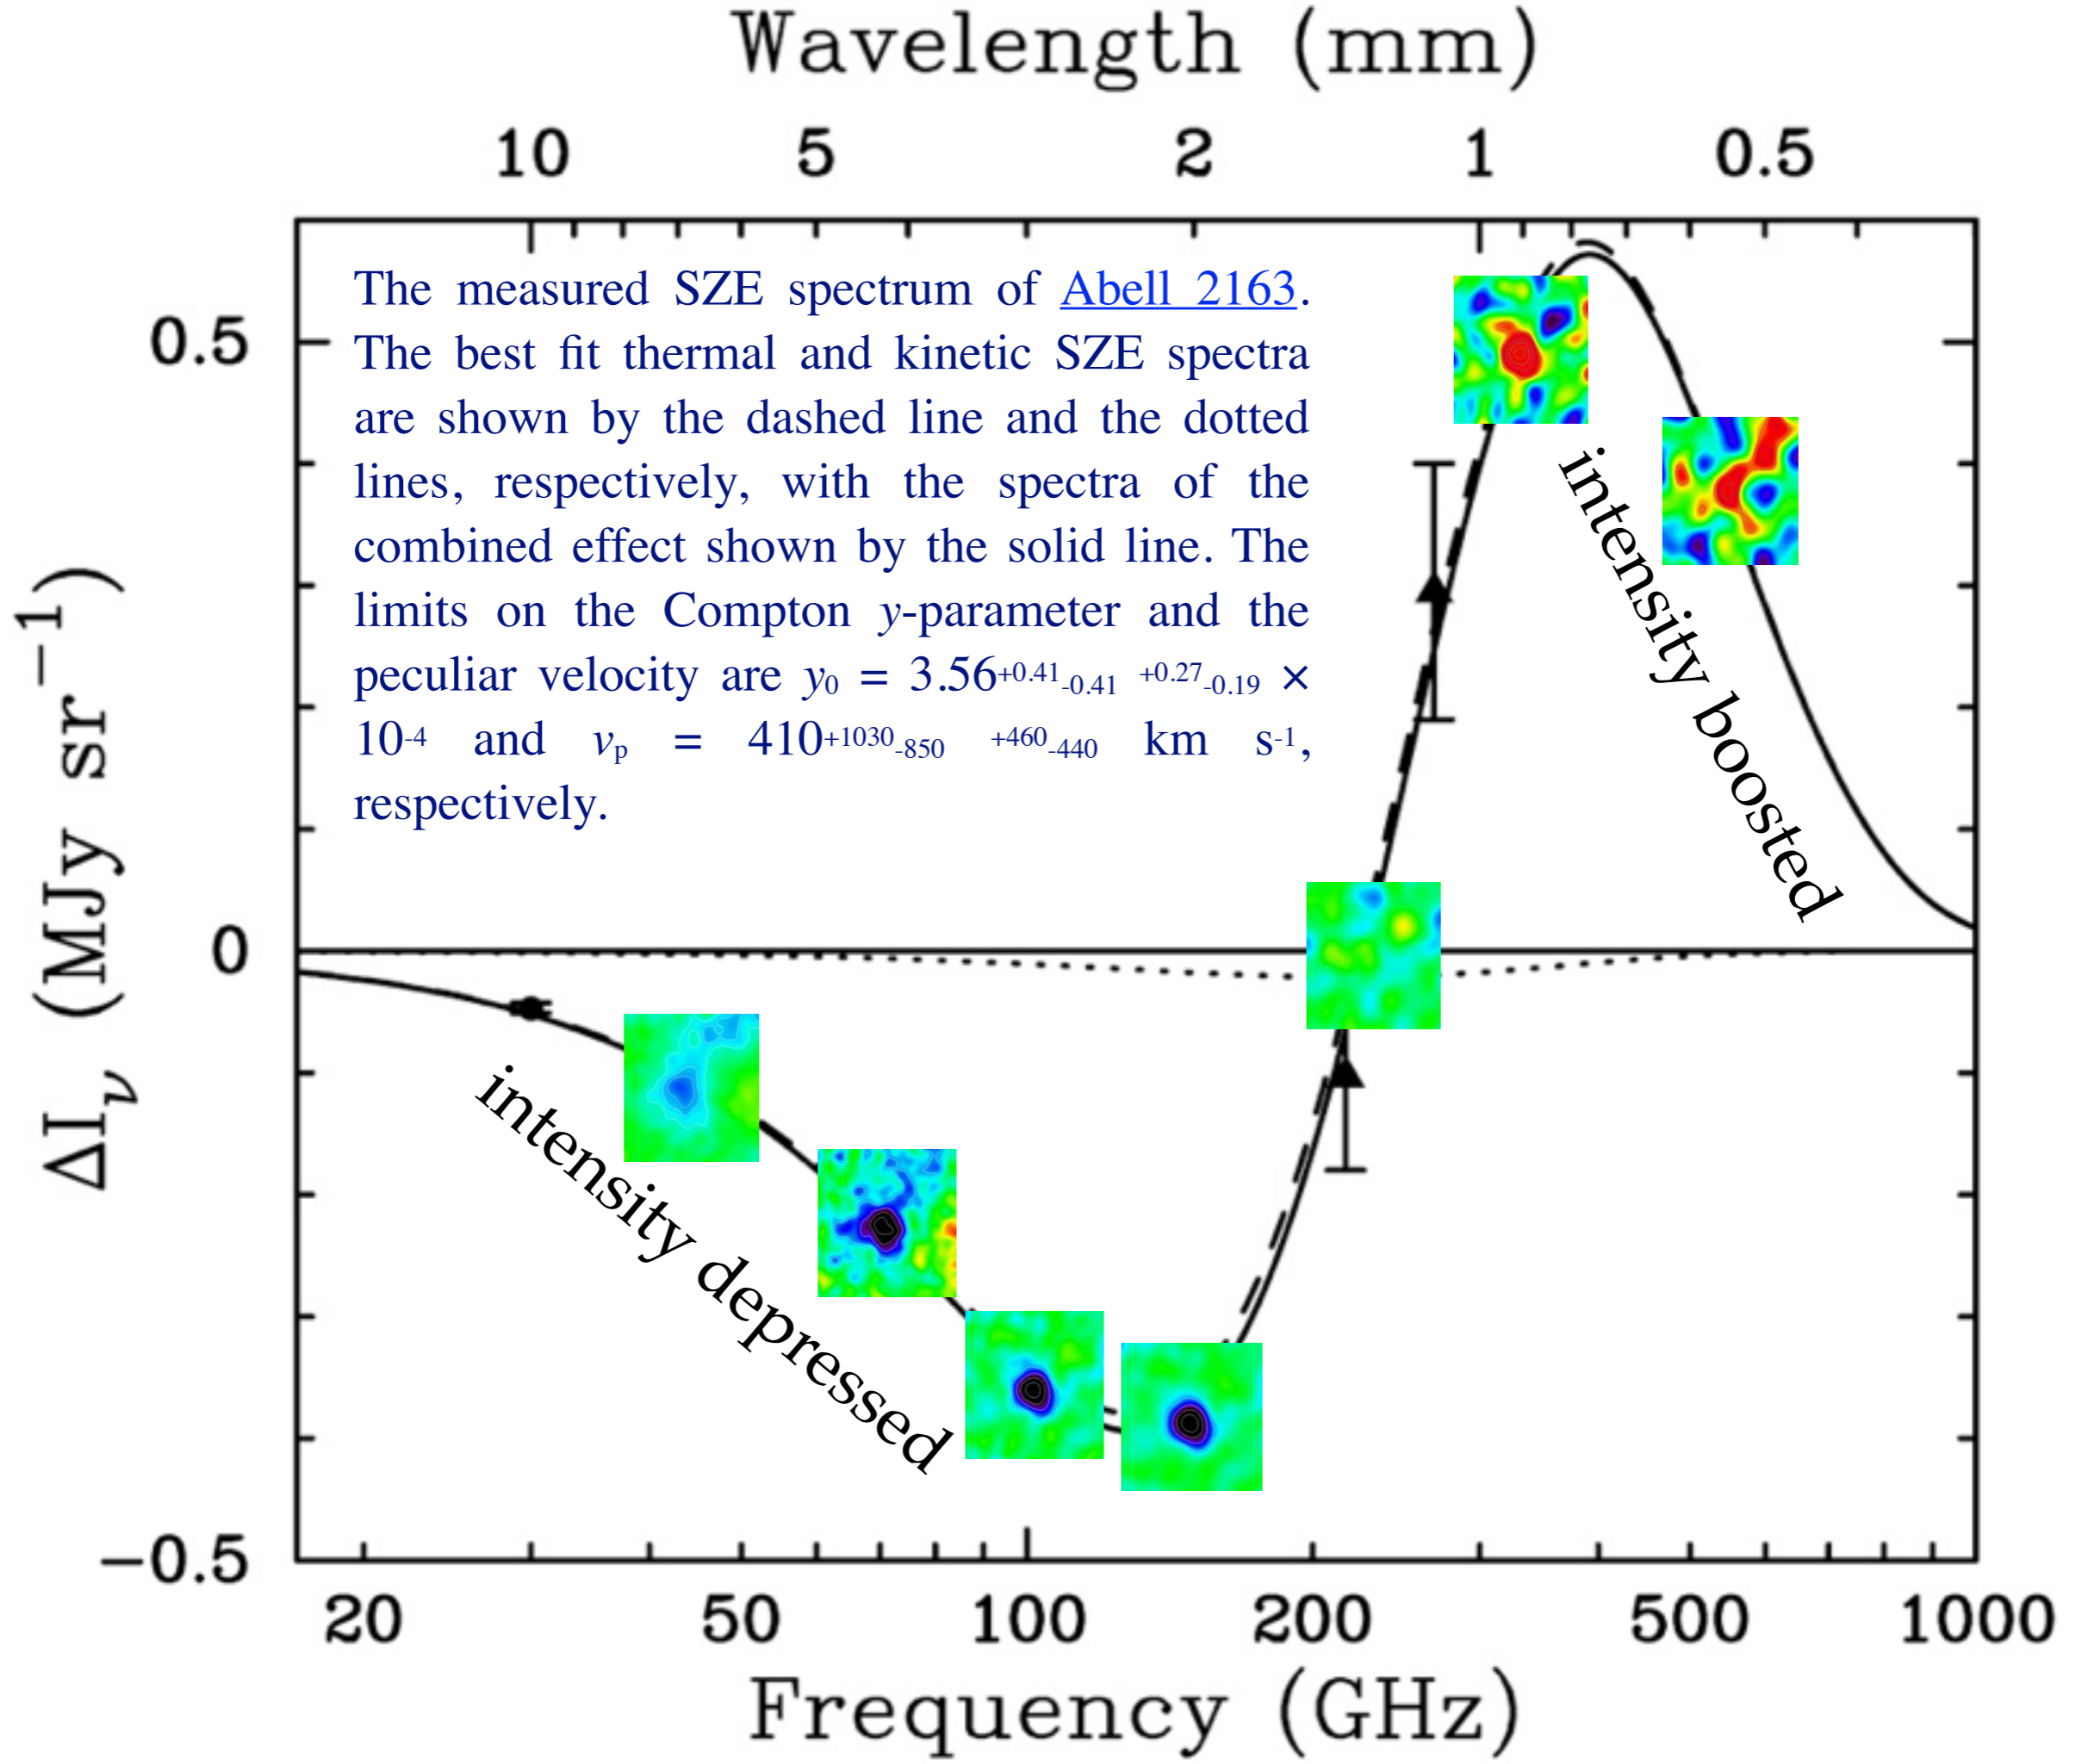 Wavelength (mm)
10 5 2 1 0.5
The measured SZE spectrum of Abell 2163.
The best fit thermal and kinetic SZE spectra
are shown by the dashed line and the dotted
lines, respectively, with the spectra of the
combined effect shown by the solid line. The
limits on the Compton y-parameter and the
peculiar velocity are y₀ = 3.56+0.41-0.41 +0.27-0.19 ×
10-4 and vp = 410+1030-850 +460-440 km s-1,
respectively.
0.5
0
−0.5
ΔIν (MJy sr−1)
intensity boosted
intensity depressed
20 50 100 200 500 1000
Frequency (GHz)